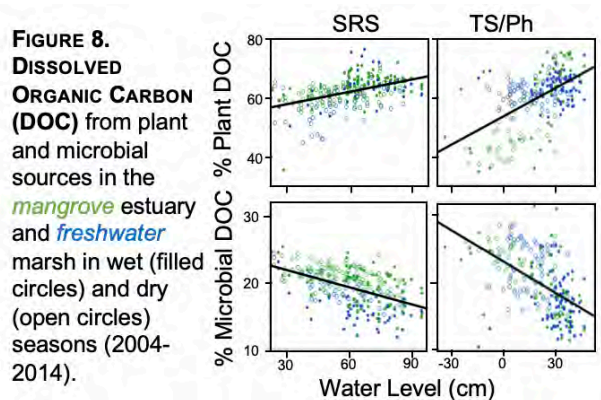 FIGURE 8.
DISSOLVED
ORGANIC CARBON
(DOC) from plant
and microbial
sources in the
mangrove estuary
and freshwater
marsh in wet (filled
circles) and dry
(open circles)
seasons (2004-
2014).
SRS TS/Ph
% Plant DOC
80
60
40
% Microbial DOC
30
20
10
30 60 90 -30 0 30
Water Level (cm)